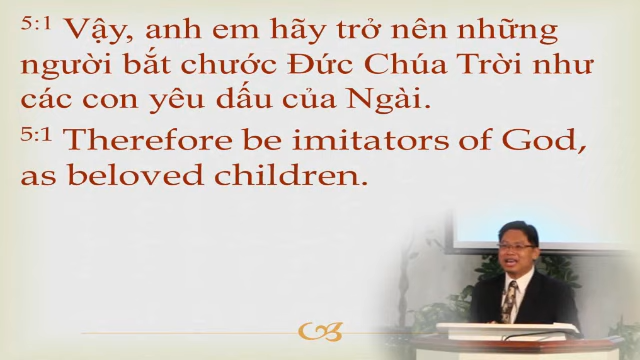 5:1 Vậy, anh em hãy trở nên những
người bắt chước Đức Chúa Trời như
các con yêu dấu của Ngài.
5:1 Therefore be imitators of God,
as beloved children.